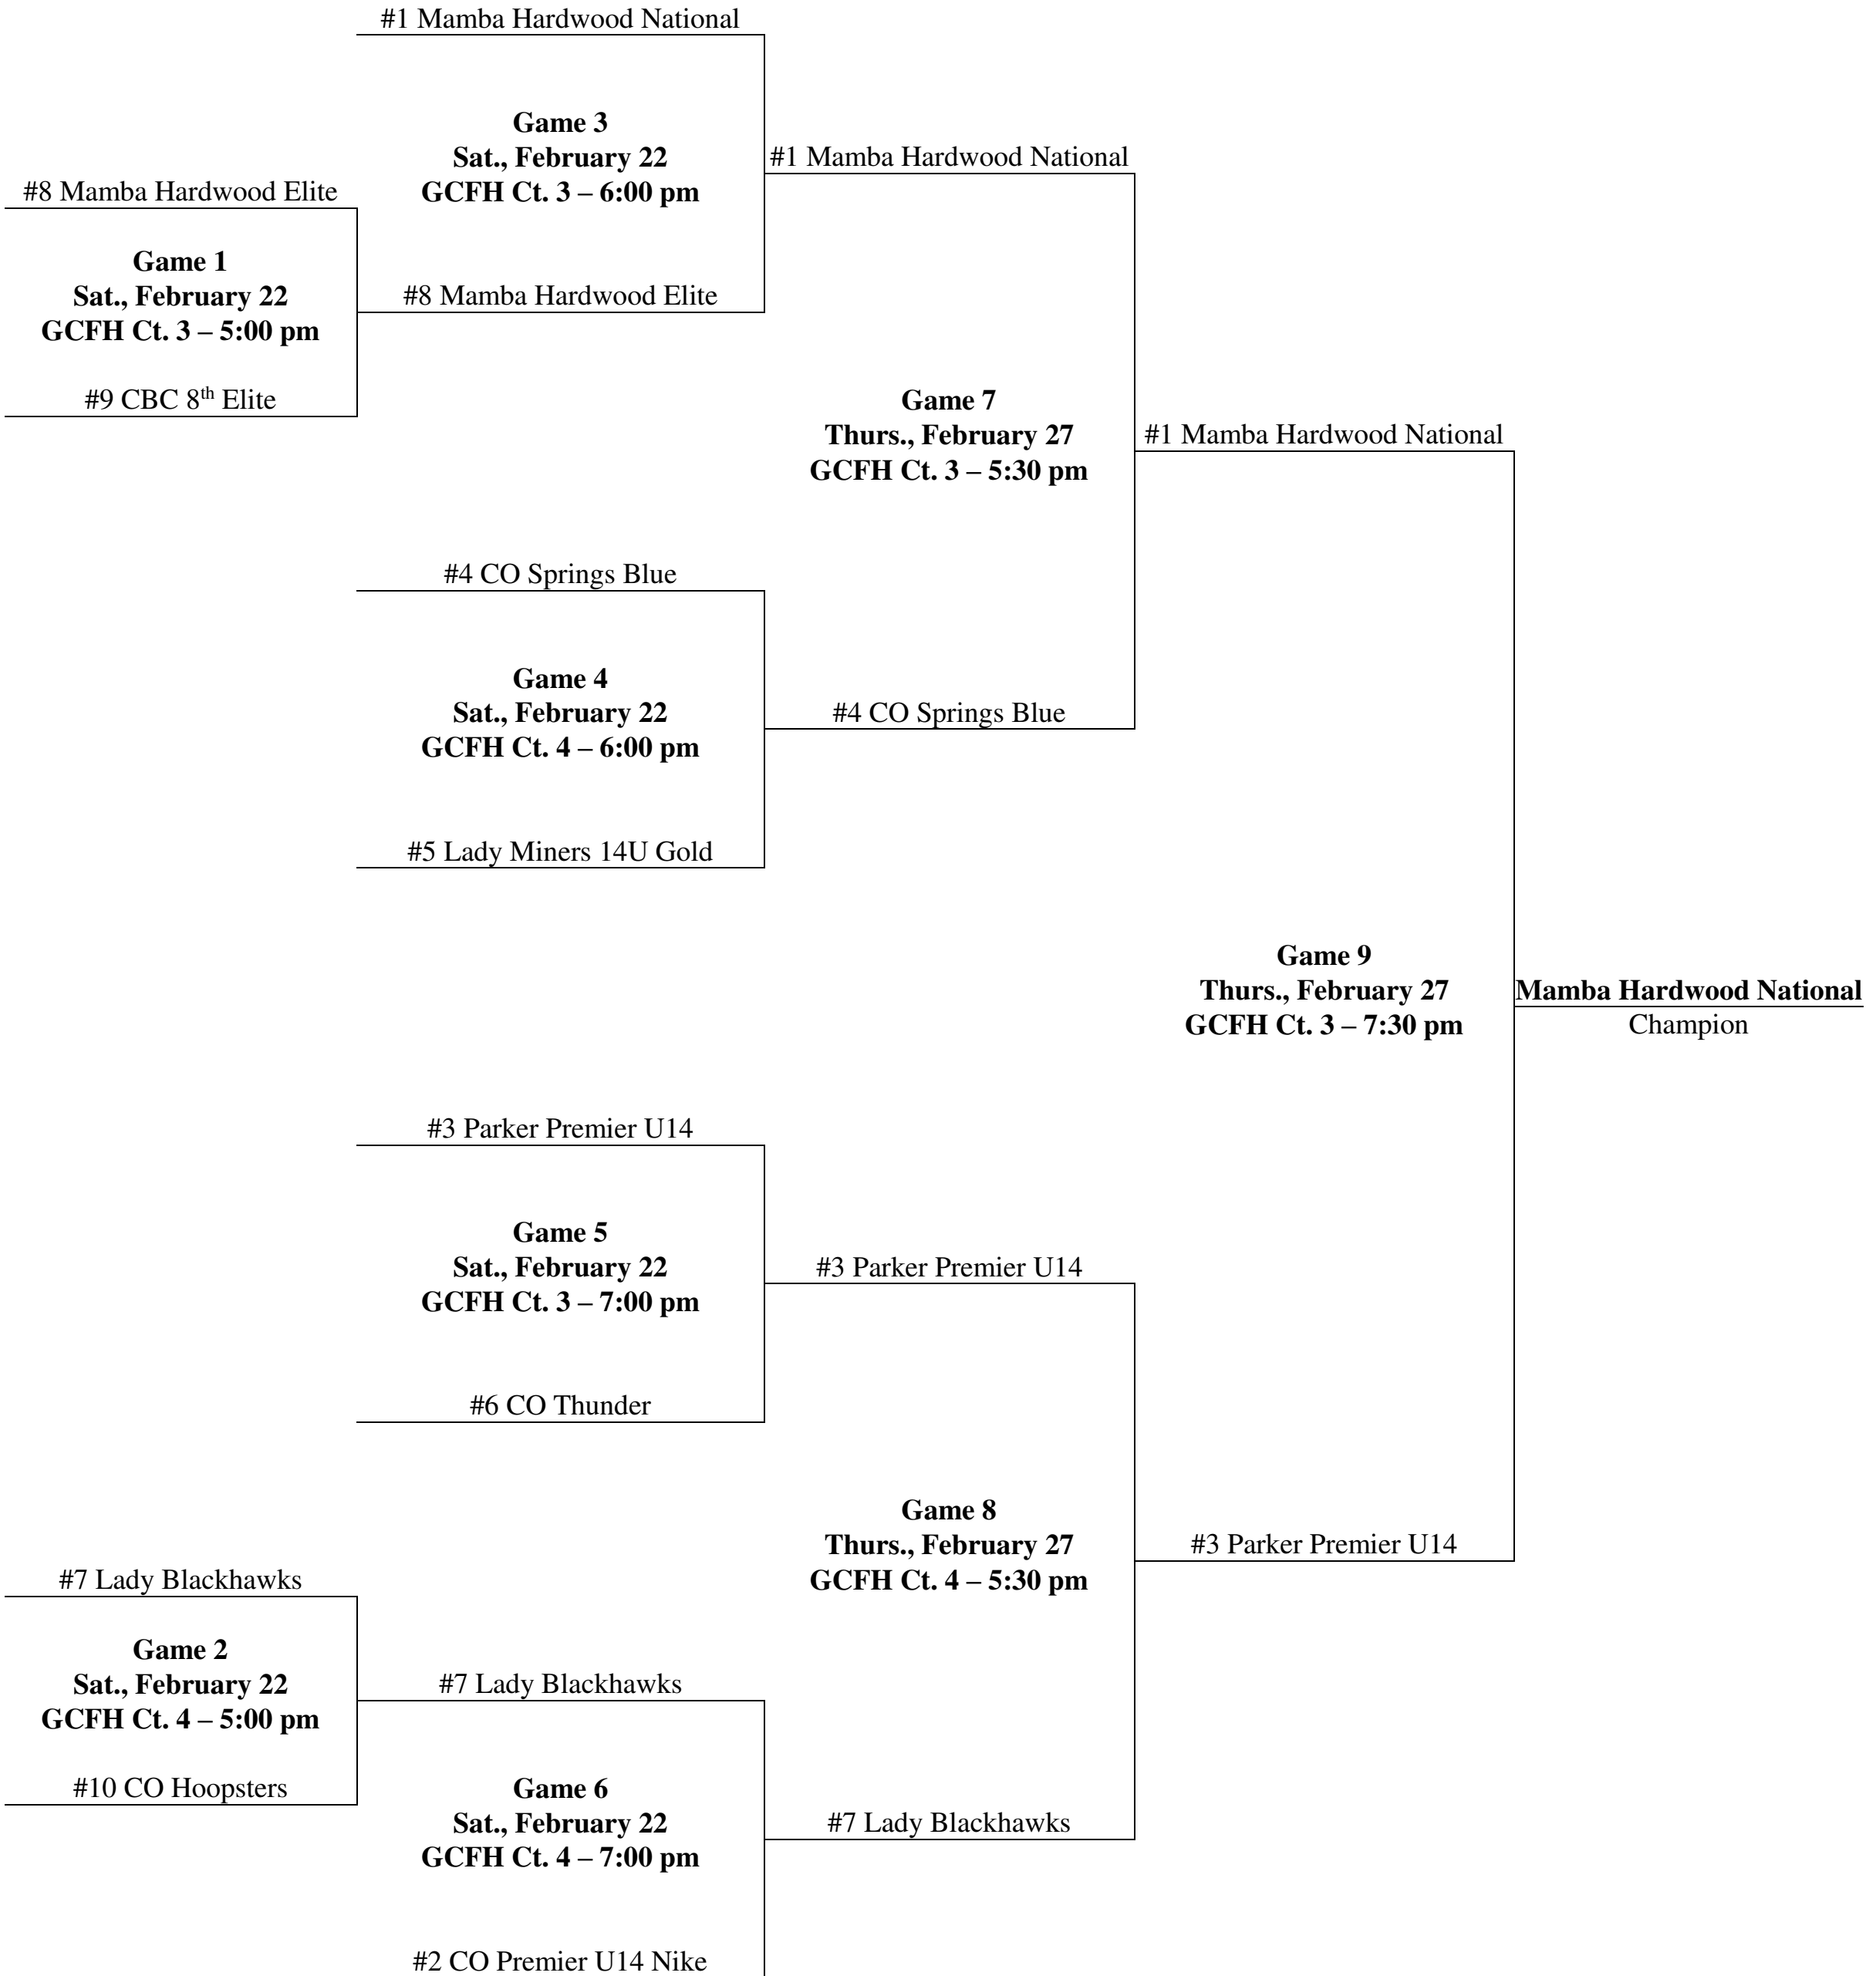 #1 Mamba Hardwood National
Game 3
Sat., February 22
GCFH Ct. 3 – 6:00 pm
#1 Mamba Hardwood National
#8 Mamba Hardwood Elite
Game 1
Sat., February 22
GCFH Ct. 3 – 5:00 pm
#8 Mamba Hardwood Elite
#9 CBC 8th Elite
Game 7
Thurs., February 27
GCFH Ct. 3 – 5:30 pm
#1 Mamba Hardwood National
#4 CO Springs Blue
Game 4
Sat., February 22
GCFH Ct. 4 – 6:00 pm
#4 CO Springs Blue
#5 Lady Miners 14U Gold
Game 9
Thurs., February 27
GCFH Ct. 3 – 7:30 pm
Mamba Hardwood National
Champion
#3 Parker Premier U14
Game 5
Sat., February 22
GCFH Ct. 3 – 7:00 pm
#3 Parker Premier U14
#6 CO Thunder
Game 8
Thurs., February 27
GCFH Ct. 4 – 5:30 pm
#3 Parker Premier U14
#7 Lady Blackhawks
Game 2
Sat., February 22
GCFH Ct. 4 – 5:00 pm
#7 Lady Blackhawks
#10 CO Hoopsters
Game 6
Sat., February 22
GCFH Ct. 4 – 7:00 pm
#7 Lady Blackhawks
#2 CO Premier U14 Nike